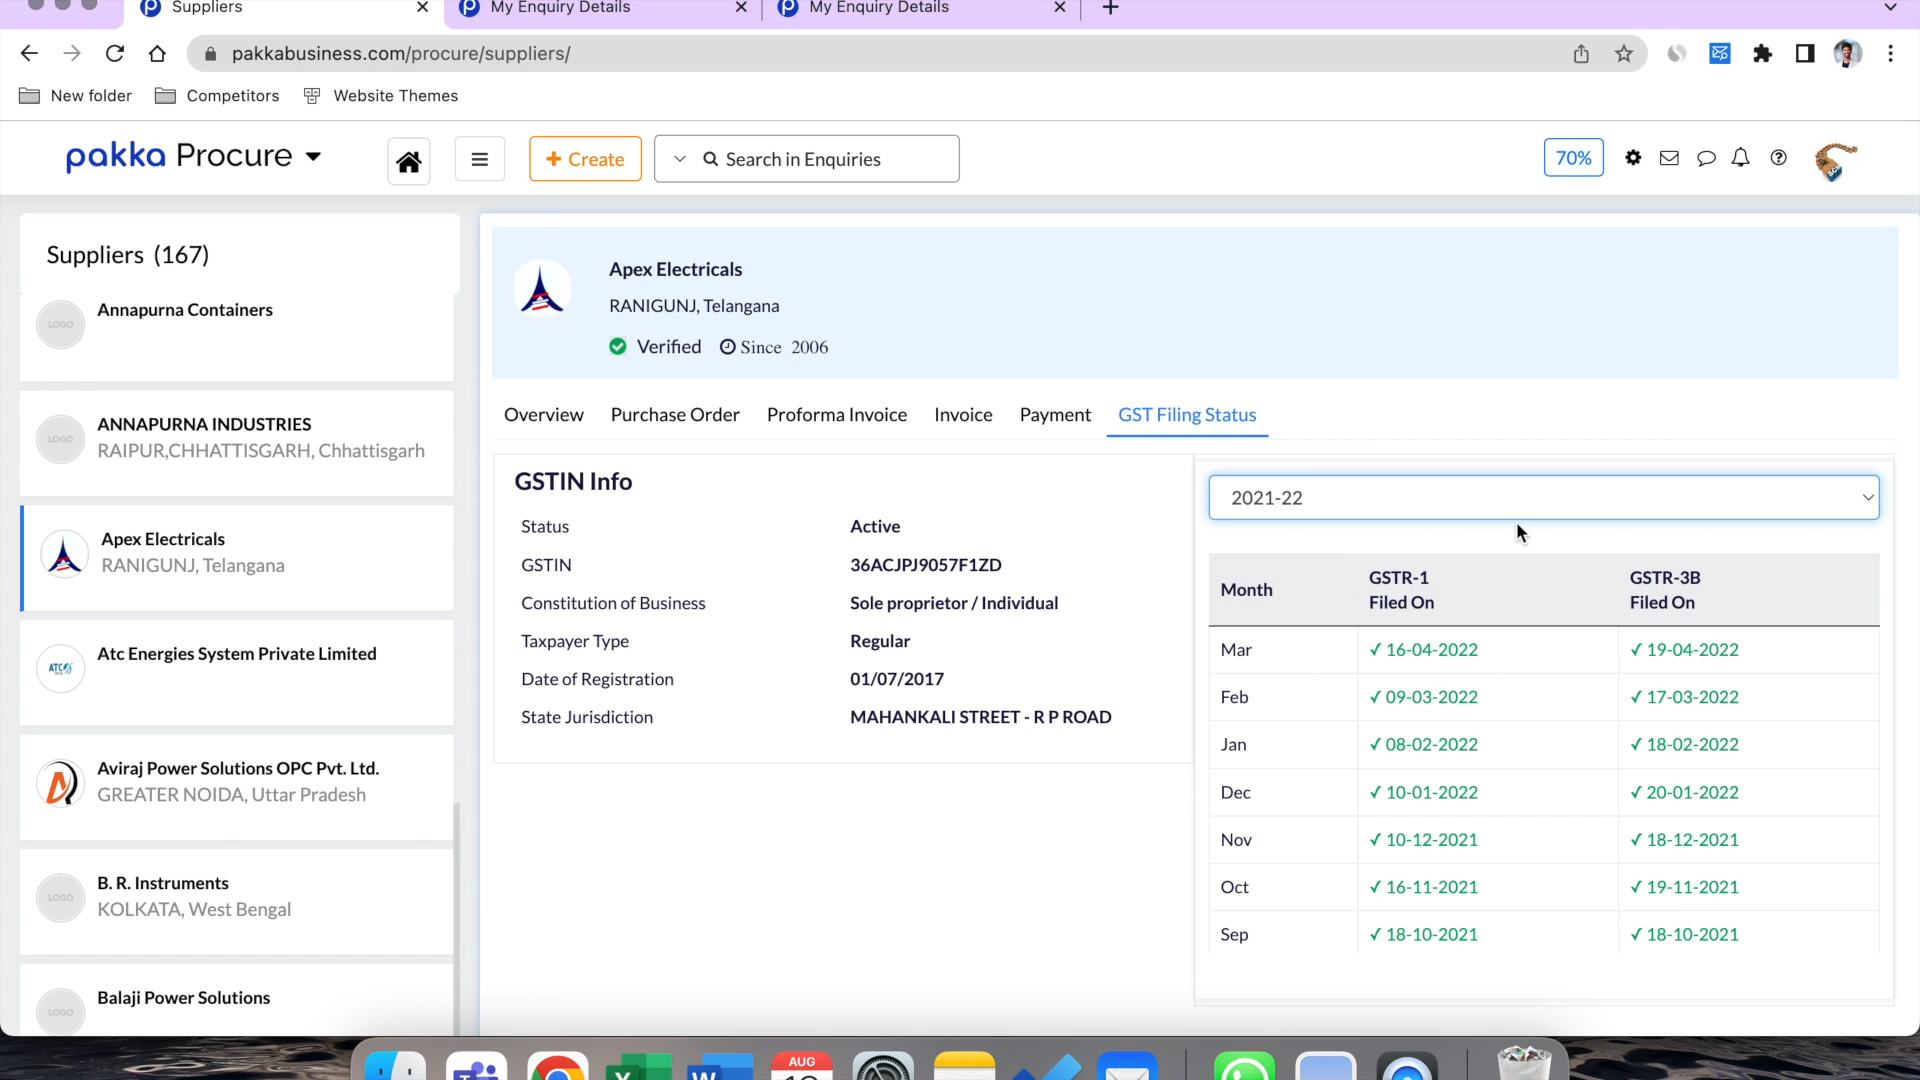 Suppliers
My Enquiry Details
My Enquiry Details
pakkabusiness.com/procure/suppliers/
New folder
Competitors
Website Themes
pakka Procure
+ Create
Search in Enquiries
70%
Suppliers (167)
LOGO
Annapurna Containers
LOGO
ANNAPURNA INDUSTRIES
RAIPUR,CHHATTISGARH, Chhattisgarh
Apex Electricals
RANIGUNJ, Telangana
ATC
Atc Energies System Private Limited
Aviraj Power Solutions OPC Pvt. Ltd.
GREATER NOIDA, Uttar Pradesh
LOGO
B. R. Instruments
KOLKATA, West Bengal
LOGO
Balaji Power Solutions
Apex Electricals
RANIGUNJ, Telangana
Verified
Since 2006
Overview
Purchase Order
Proforma Invoice
Invoice
Payment
GST Filing Status
GSTIN Info
Status Active
GSTIN 36ACJPJ9057F1ZD
Constitution of Business Sole proprietor / Individual
Taxpayer Type Regular
Date of Registration 01/07/2017
State Jurisdiction MAHANKALI STREET - R P ROAD
2021-22
Month GSTR-1 Filed On GSTR-3B Filed On
Mar ✓ 16-04-2022 ✓ 19-04-2022
Feb ✓ 09-03-2022 ✓ 17-03-2022
Jan ✓ 08-02-2022 ✓ 18-02-2022
Dec ✓ 10-01-2022 ✓ 20-01-2022
Nov ✓ 10-12-2021 ✓ 18-12-2021
Oct ✓ 16-11-2021 ✓ 19-11-2021
Sep ✓ 18-10-2021 ✓ 18-10-2021
AUG